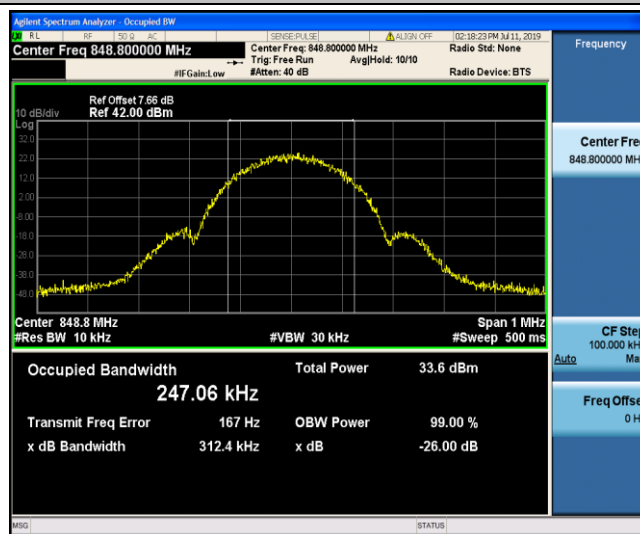 Agilent Spectrum Analyzer - Occupied BW
RL RF 50 Ω AC SENSE:PULSE ALIGN OFF 02:18:23 PM Jul 11, 2019
Center Freq 848.800000 MHz
Center Freq: 848.800000 MHz Radio Std: None
Trig: Free Run Avg|Hold: 10/10
#IFGain:Low #Atten: 40 dB Radio Device: BTS
Frequency
Ref Offset 7.66 dB
10 dB/div Ref 42.00 dBm
Log
32.0
22.0
12.0
2.00
-8.00
-18.0
-28.0
-38.0
-48.0
Center 848.8 MHz Span 1 MHz
#Res BW 10 kHz #VBW 30 kHz #Sweep 500 ms
Occupied Bandwidth Total Power 33.6 dBm
247.06 kHz
Transmit Freq Error 167 Hz OBW Power 99.00 %
x dB Bandwidth 312.4 kHz x dB -26.00 dB
Center Fre
848.800000 MH
CF Step
100.000 kH
Auto Ma
Freq Offse
0 H
MSG STATUS